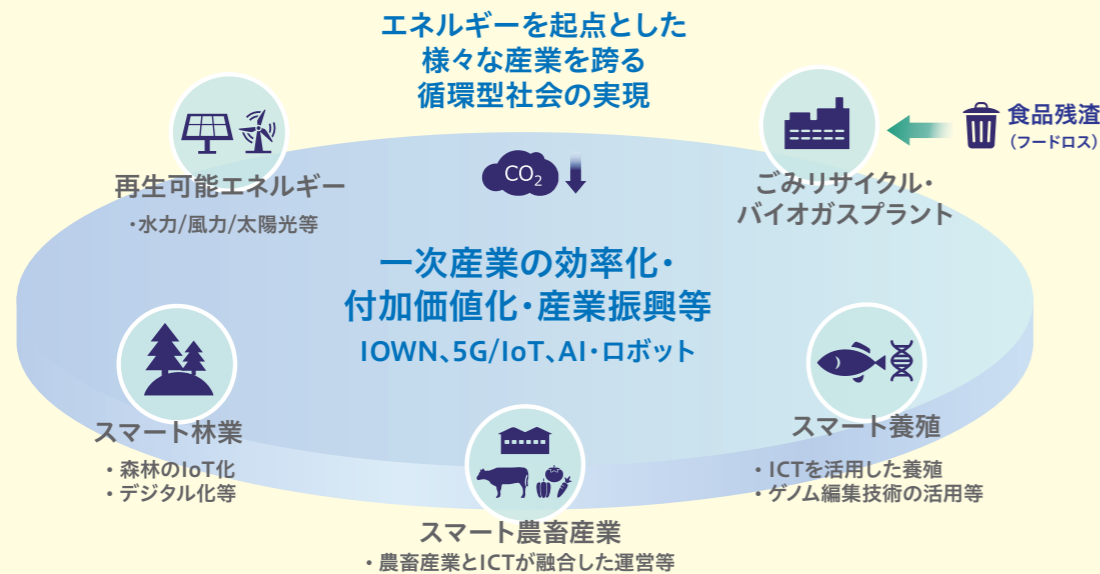 エネルギーを起点とした
様々な産業を跨る
循環型社会の実現
食品残渣
（フードロス）
CO2
再生可能エネルギー
・水力/風力/太陽光等
ごみリサイクル・
バイオガスプラント
一次産業の効率化・
付加価値化・産業振興等
IOWN、5G/IoT、AI・ロボット
スマート林業
・森林のIoT化
・デジタル化等
スマート養殖
・ICTを活用した養殖
・ゲノム編集技術の活用等
スマート農畜産業
・農畜産業とICTが融合した運営等